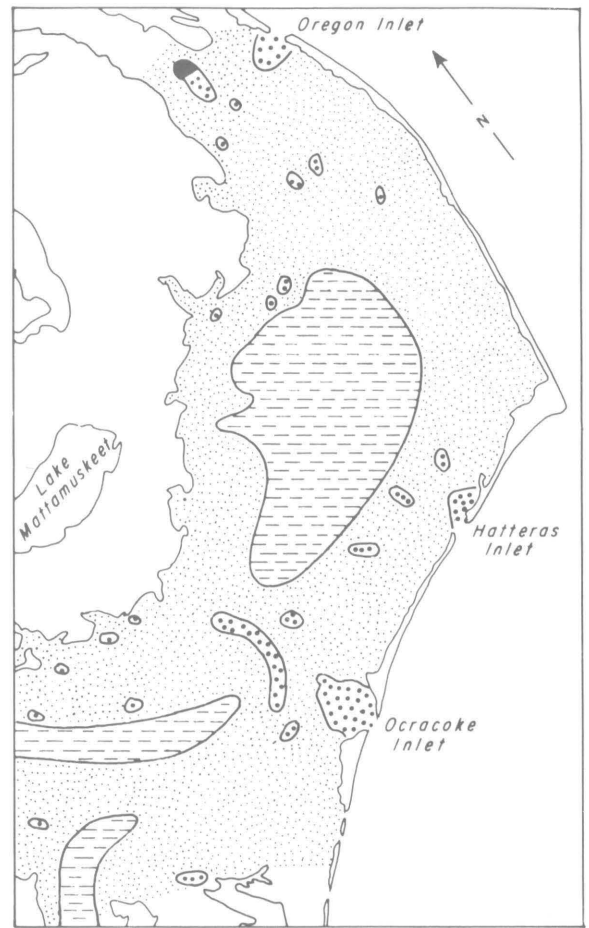 Oregon Inlet
N
Lake
Mattamuskeet
Hatteras
Inlet
Ocracoke
Inlet